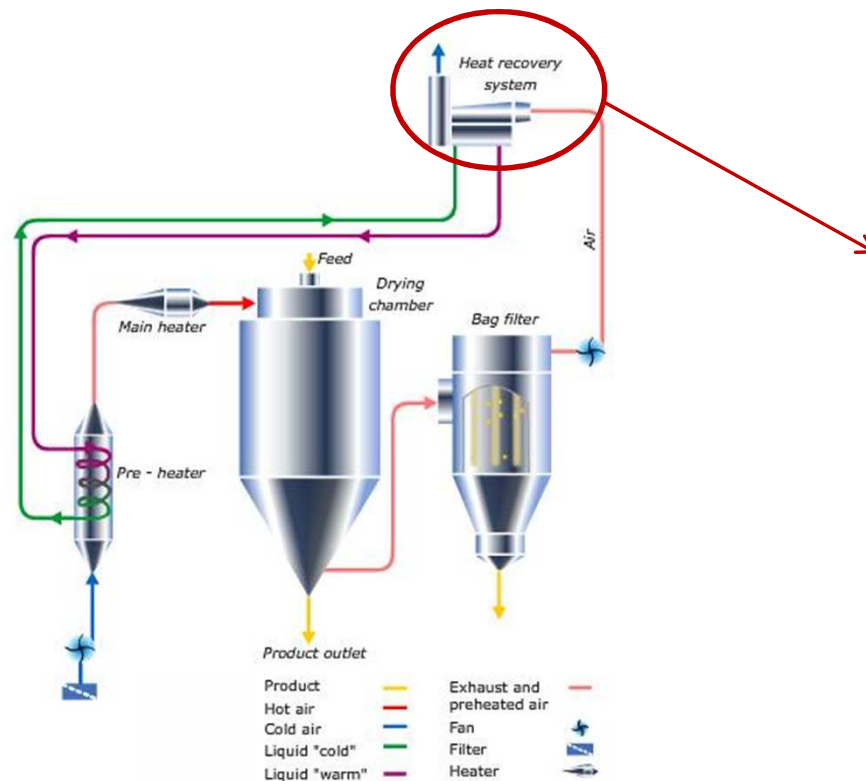 Heat recovery
system
Air
Feed
Drying
chamber
Main heater
Bag filter
Pre - heater
Product outlet
Product
Hot air
Cold air
Liquid "cold"
Liquid "warm"
Exhaust and
preheated air
Fan
Filter
Heater